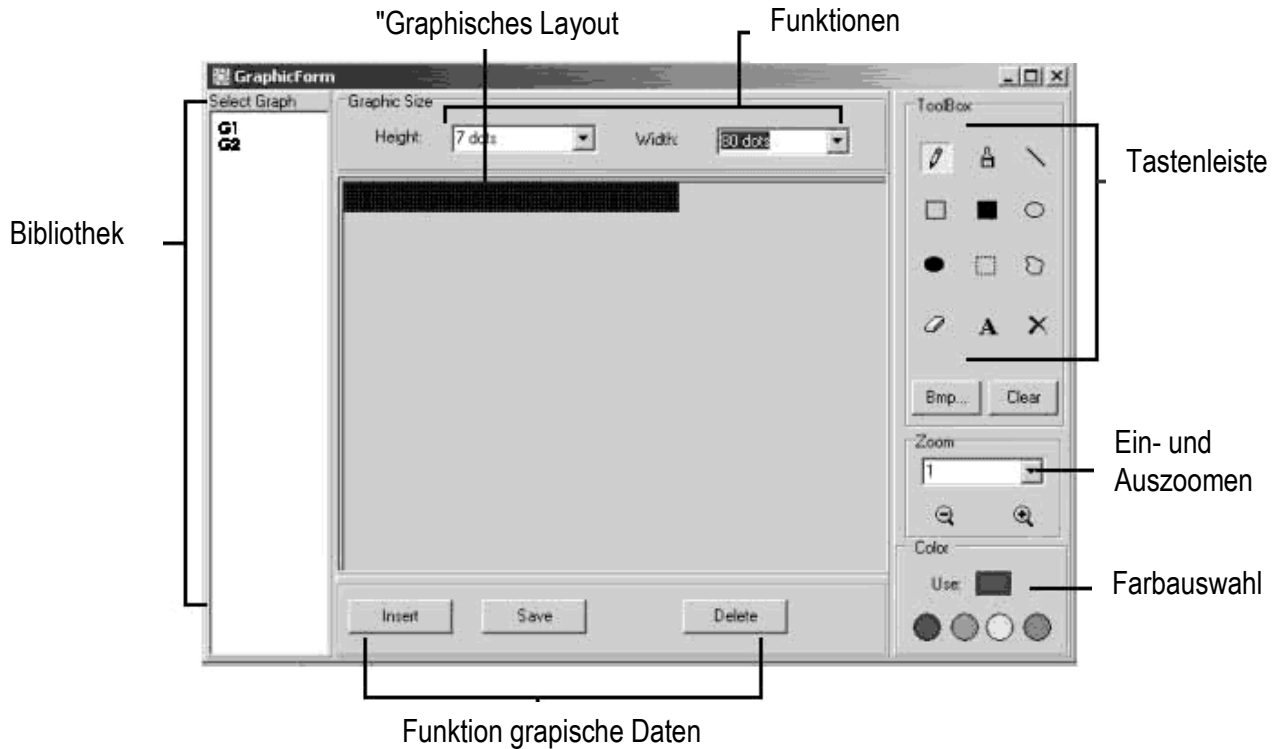 "Graphisches Layout
Funktionen
GraphicForm
Select Graph
Graphic Size
ToolBox
G1
G2
Height:
7 dots
Width:
80 dots
Tastenleiste
Bibliothek
Bmp...
Clear
Zoom
1
Ein- und
Auszoomen
Color
Use:
Farbauswahl
A
Insert
Save
Delete
Funktion grapische Daten